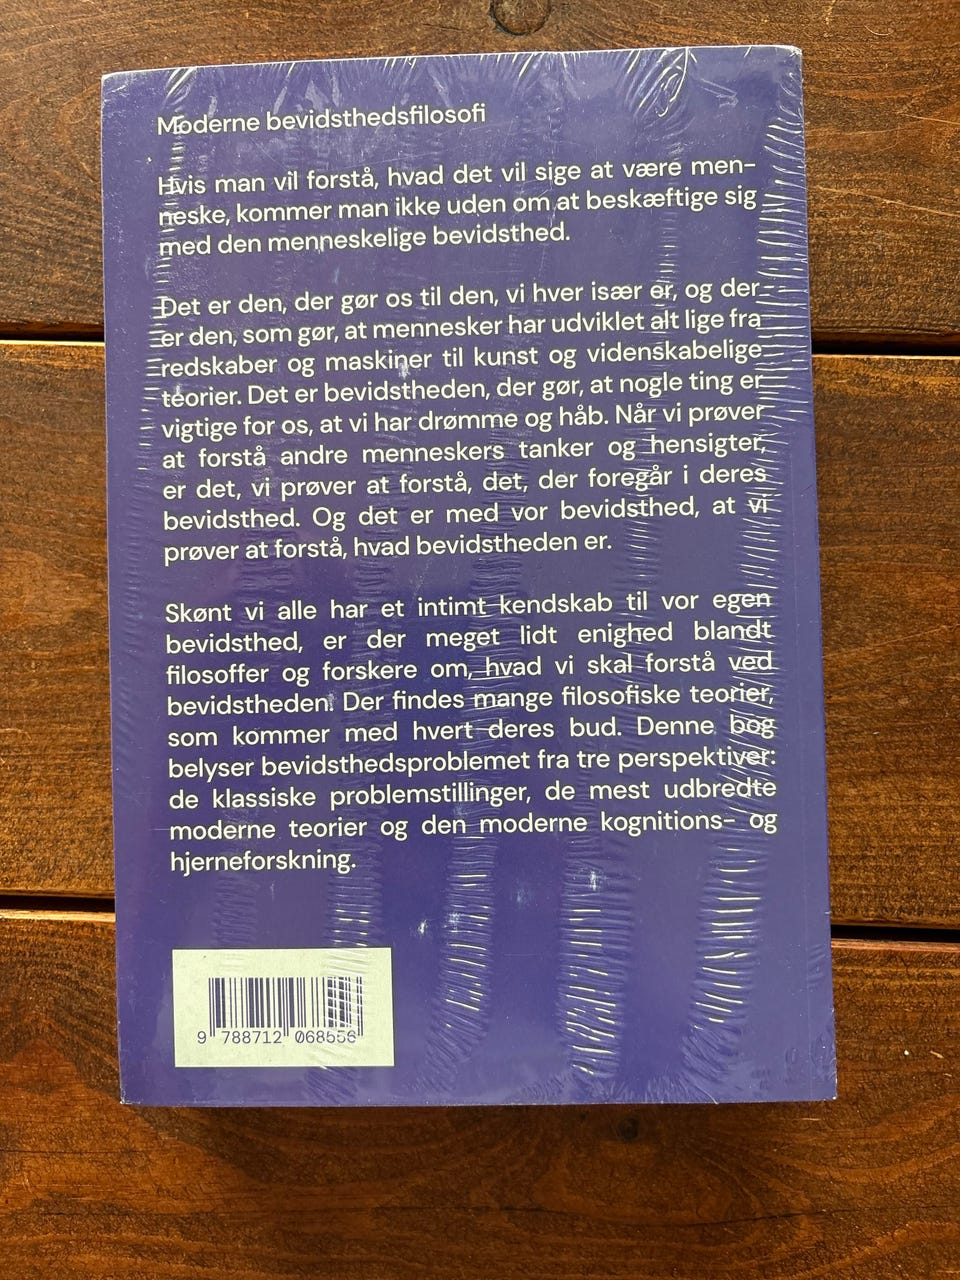 Moderne bevidsthedsfilosofi
Hvis man vil forstå, hvad det vil sige at være men-
neske, kommer man ikke uden om at beskæftige sig
med den menneskelige bevidsthed.
Det er den, der gør os til den, vi hver især er, og der
er den, som gør, at mennesker har udviklet alt lige fra
redskaber og maskiner til kunst og videnskabelige
teorier. Det er bevidstheden, der gør, at nogle ting er
vigtige for os, at vi har drømme og håb. Når vi prøver
at forstå andre menneskers tanker og hensigter,
er det, vi prøver at forstå, det, der foregår i deres
bevidsthed. Og det er med vor bevidsthed, at vi
prøver at forstå, hvad bevidstheden er.
Skønt vi alle har et intimt kendskab til vor egen
bevidsthed, er der meget lidt enighed blandt
filosoffer og forskere om, hvad vi skal forstå ved
bevidstheden. Der findes mange filosofiske teorier,
som kommer med hvert deres bud. Denne bog
belyser bevidsthedsproblemet fra tre perspektiver:
de klassiske problemstillinger, de mest udbredte
moderne teorier og den moderne kognitions- og
hjerneforskning.
9 788712 068556